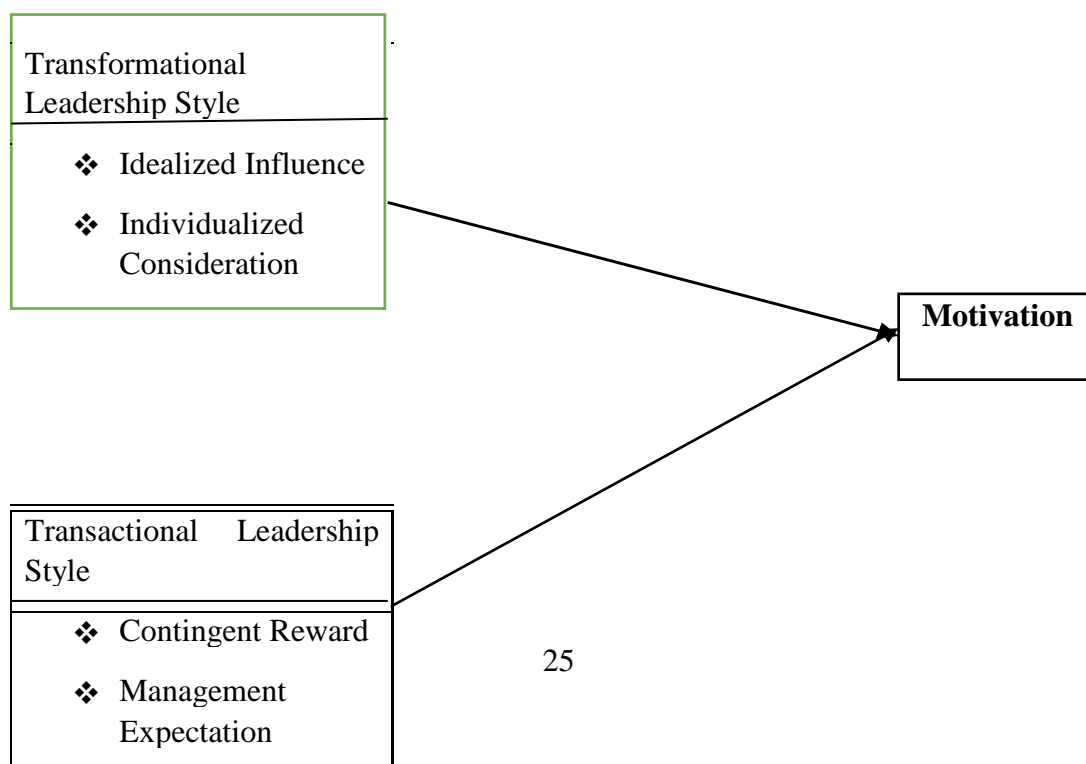 Transformational
Leadership Style
❖ Idealized Influence
❖ Individualized
Consideration
Motivation
Transactional Leadership
Style
❖ Contingent Reward
❖ Management
Expectation
25